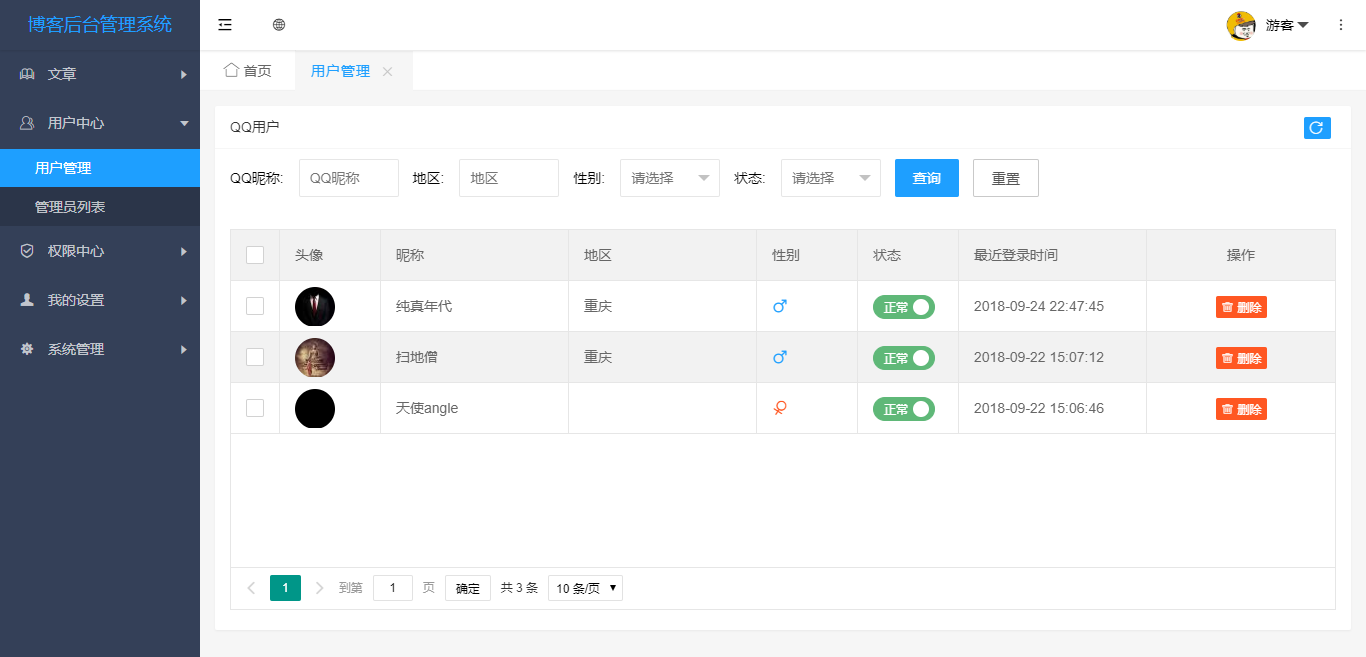 博客后台管理系统
游客
文章
用户中心
用户管理
管理员列表
权限中心
我的设置
系统管理
首页 用户管理
QQ用户
QQ昵称: QQ昵称 地区: 地区 性别: 请选择 状态: 请选择 查询 重置
头像 昵称 地区 性别 状态 最近登录时间 操作
纯真年代 重庆 正常 2018-09-24 22:47:45 删除
扫地僧 重庆 正常 2018-09-22 15:07:12 删除
天使angle 正常 2018-09-22 15:06:46 删除
1 到第 1 页 确定 共 3 条 10 条/页